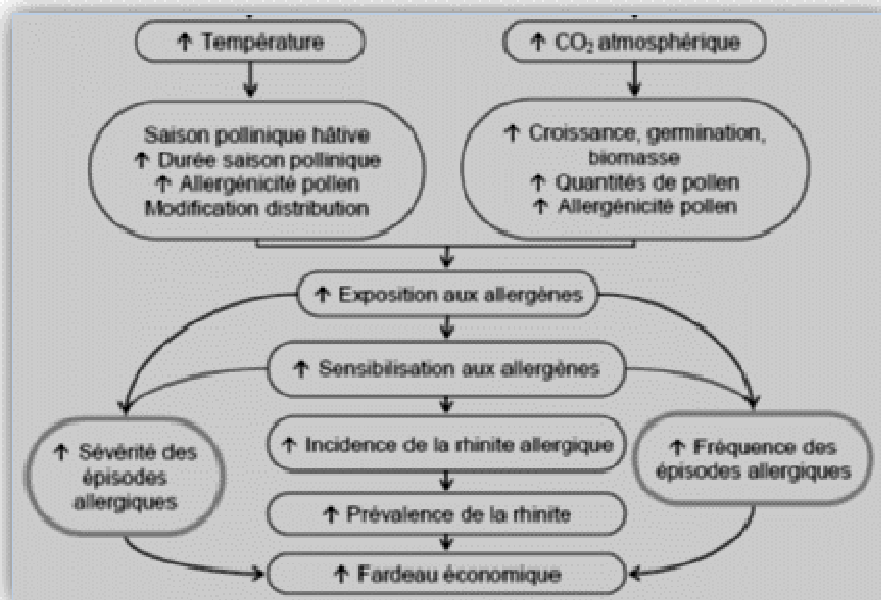 ↑ Température
↑ CO₂ atmosphérique
Saison pollinique hâtive
↑ Durée saison pollinique
↑ Allergénicité pollen
Modification distribution
↑ Croissance, germination,
biomasse
↑ Quantités de pollen
↑ Allergénicité pollen
↑ Exposition aux allergènes
↑ Sensibilisation aux allergènes
↑ Sévérité des
épisodes
allergiques
↑ Incidence de la rhinite allergique
↑ Fréquence des
épisodes allergiques
↑ Prévalence de la rhinite
↑ Fardeau économique